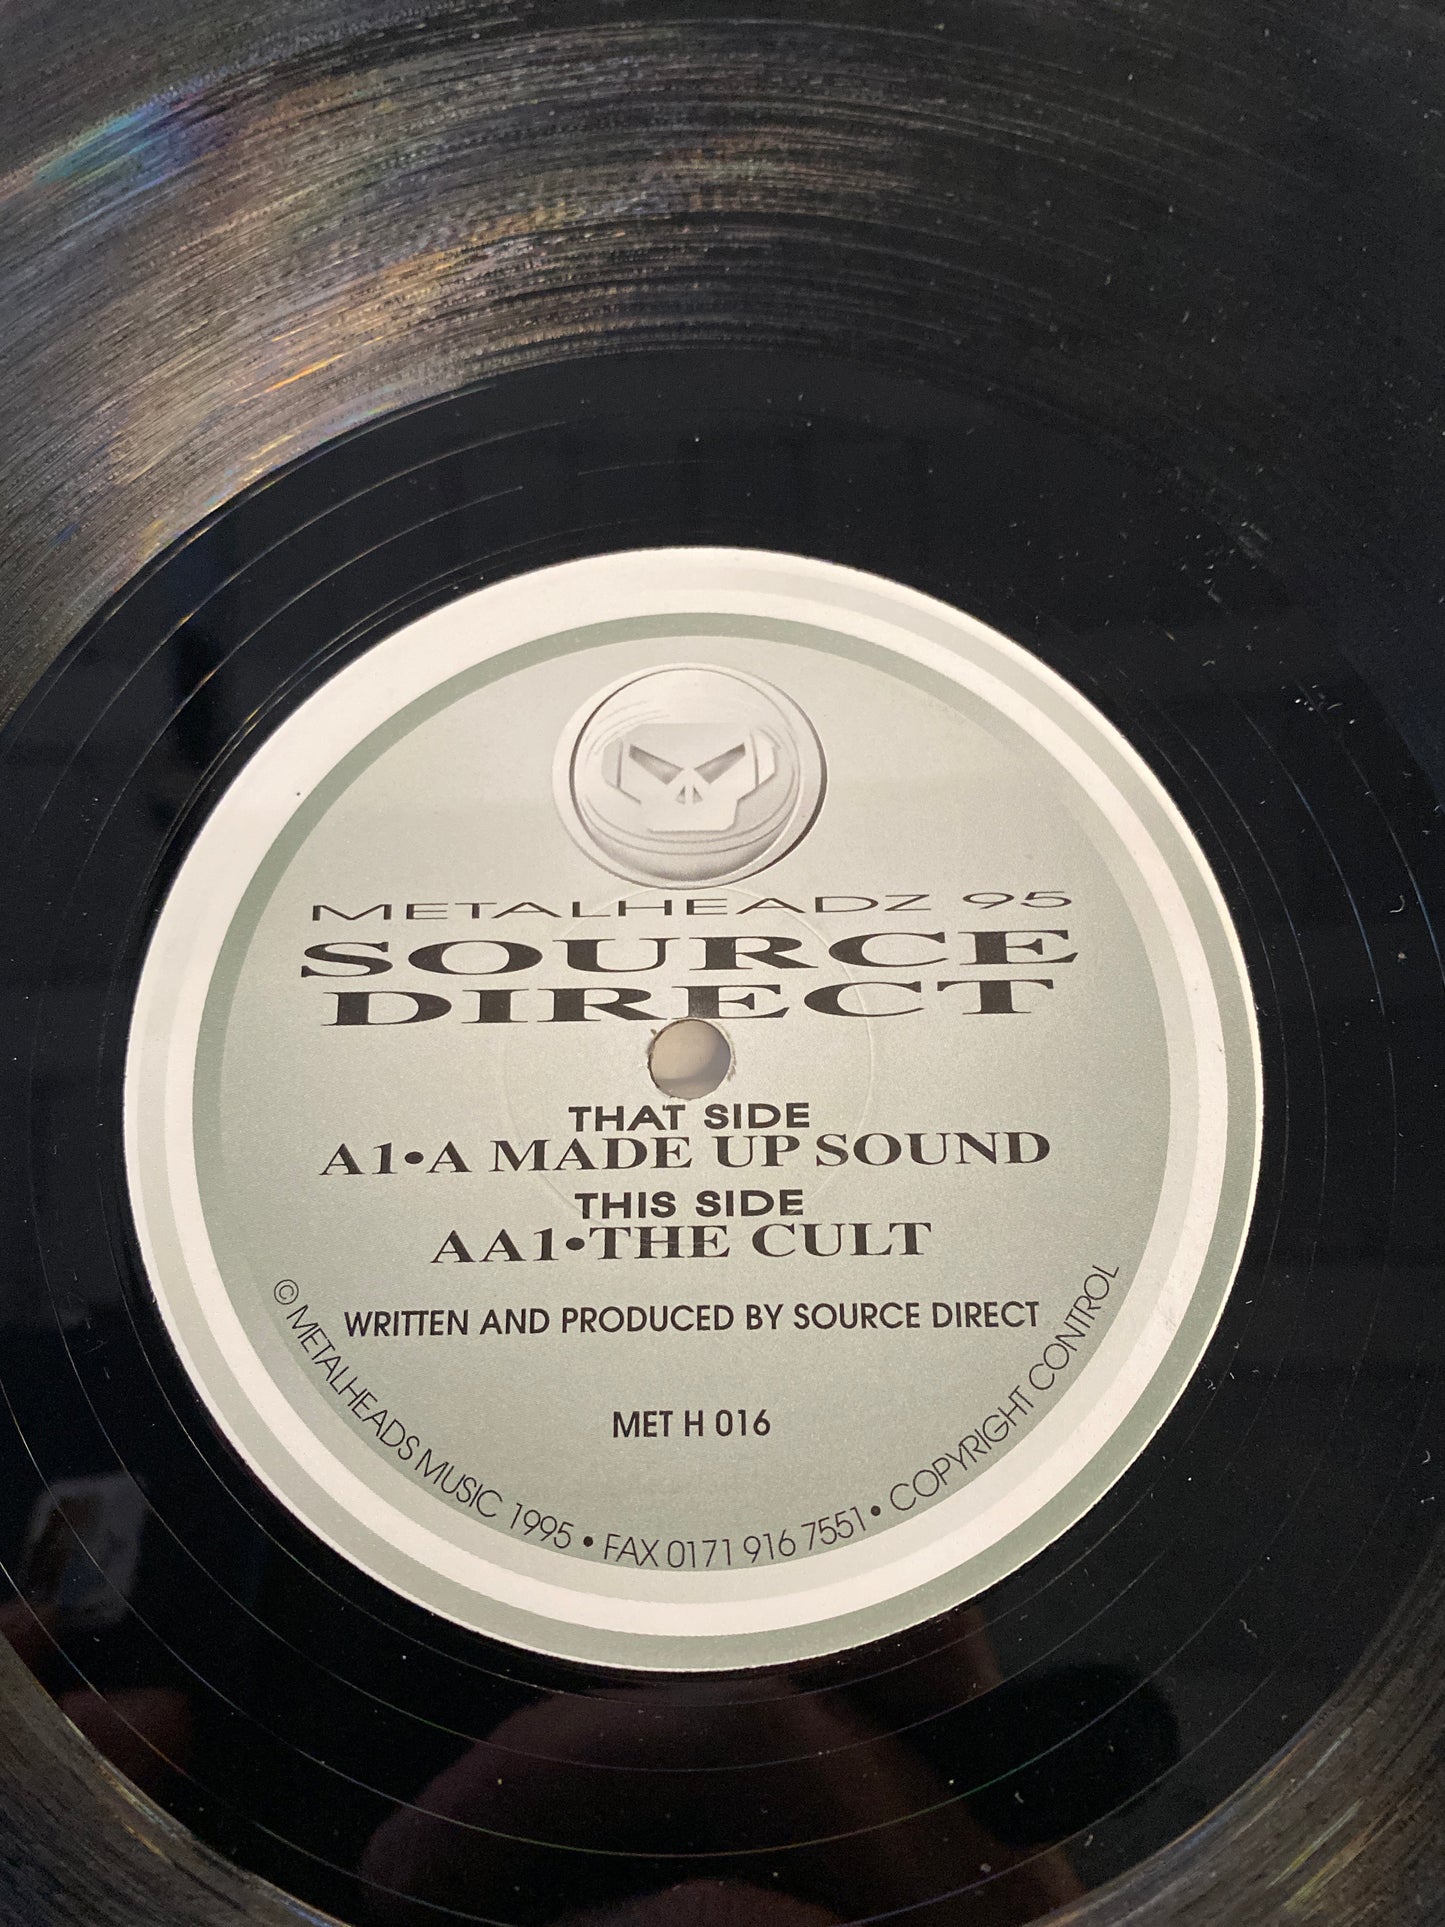 METALHEADZ 95
SOURCE
DIRECT
THAT SIDE
A1•A MADE UP SOUND
THIS SIDE
AA1•THE CULT
WRITTEN AND PRODUCED BY SOURCE DIRECT
MET H 016
© METALHEADS MUSIC 1995 • FAX 0171 916 7551 • COPYRIGHT CONTROL